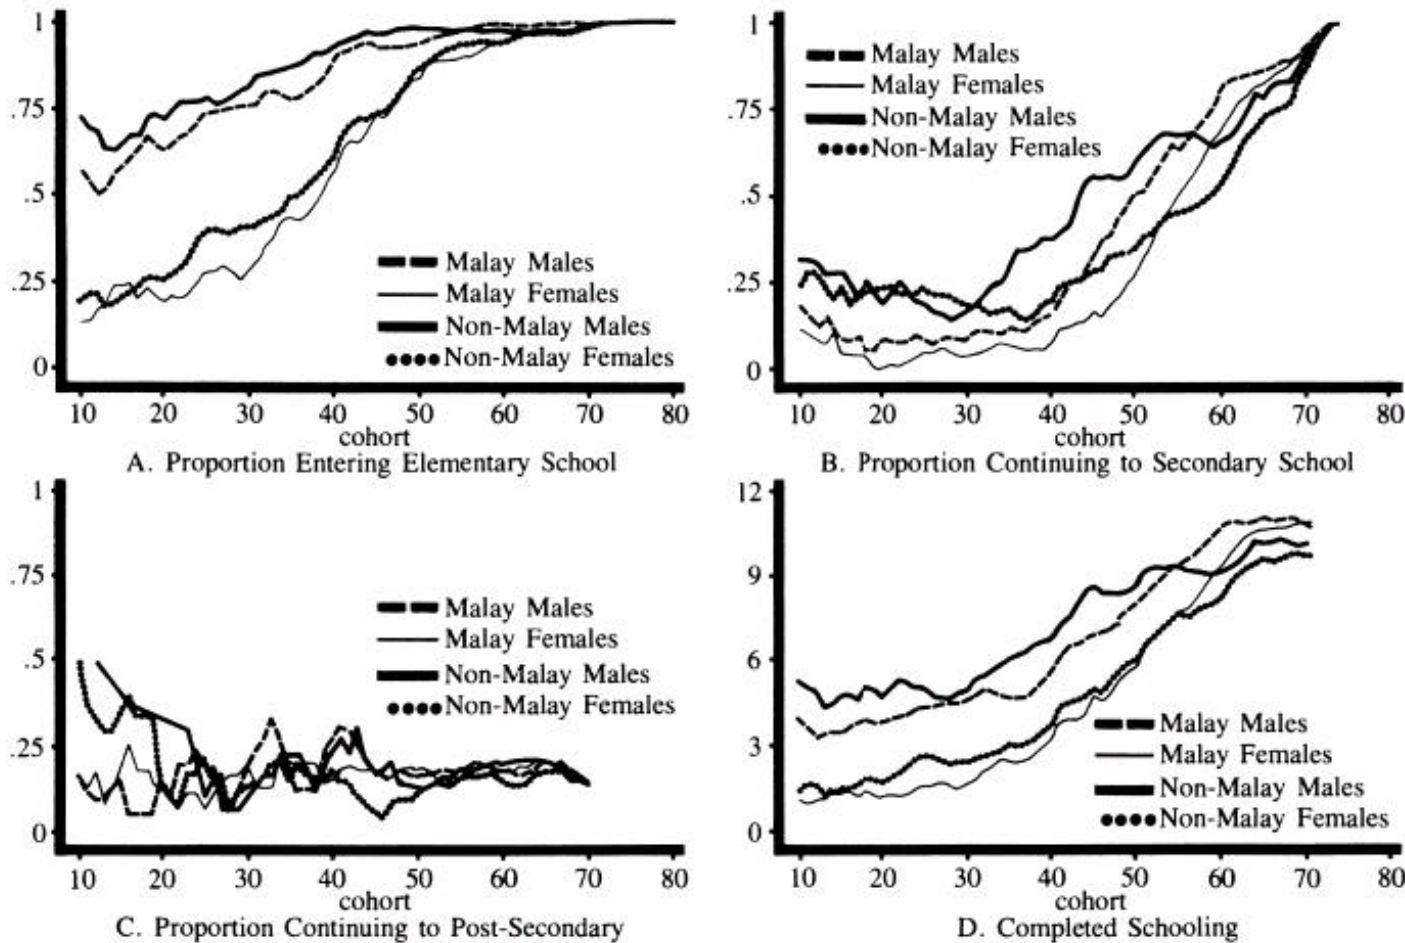 1
.75
.5
.25
0
Malay Males
Malay Females
Non-Malay Males
Non-Malay Females
10 20 30 40 50 60 70 80
cohort
A. Proportion Entering Elementary School
1
.75
.5
.25
0
Malay Males
Malay Females
Non-Malay Males
Non-Malay Females
10 20 30 40 50 60 70 80
cohort
B. Proportion Continuing to Secondary School
1
.75
.5
.25
0
Malay Males
Malay Females
Non-Malay Males
Non-Malay Females
10 20 30 40 50 60 70 80
cohort
C. Proportion Continuing to Post-Secondary
12
9
6
3
0
Malay Males
Malay Females
Non-Malay Males
Non-Malay Females
10 20 30 40 50 60 70 80
cohort
D. Completed Schooling